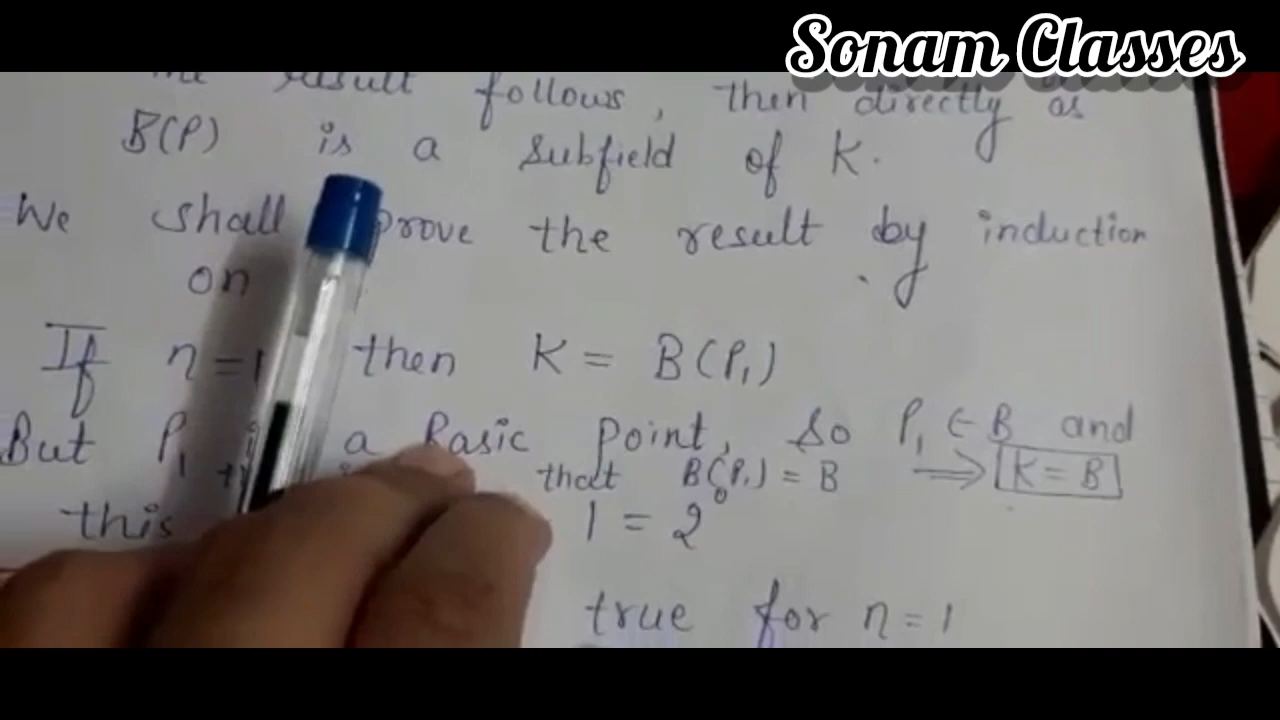 Sonam Classes
result follows, then directly as
B(P) is a subfield of K.
We shall prove the result by induction
on
If n=1 then K = B(P₁)
But P₁ a Basic point, so P₁ ∈ B and
that B(P₁) = B ⟹ K = B
this 1 = 2⁰
true for n=1